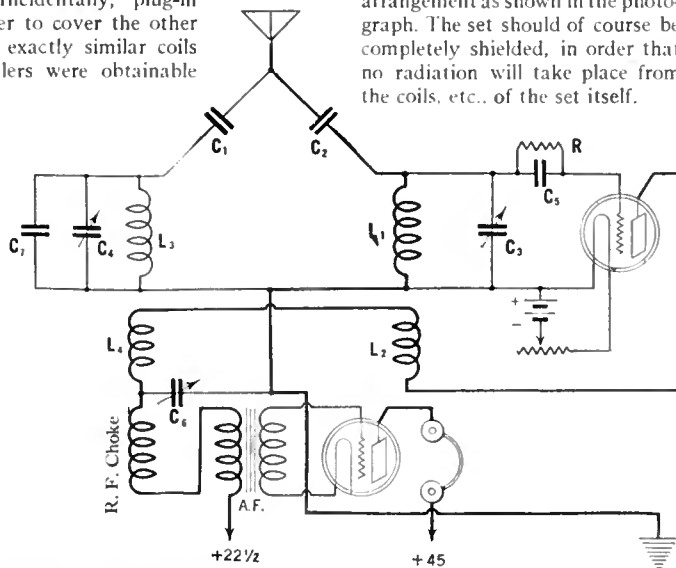 ncidentally, plug-in
er to cover the other
exactly similar coils
lers were obtainable
arrangement as shown in the photo-
graph. The set should of course be
completely shielded, in order that
no radiation will take place from
the coils, etc., of the set itself.
C₁
C₂
R
C₅
C₇
C₄
L₃
L₁
C₃
+
−
L₄
L₂
C₆
R. F. Choke
A.F.
+22½
+45